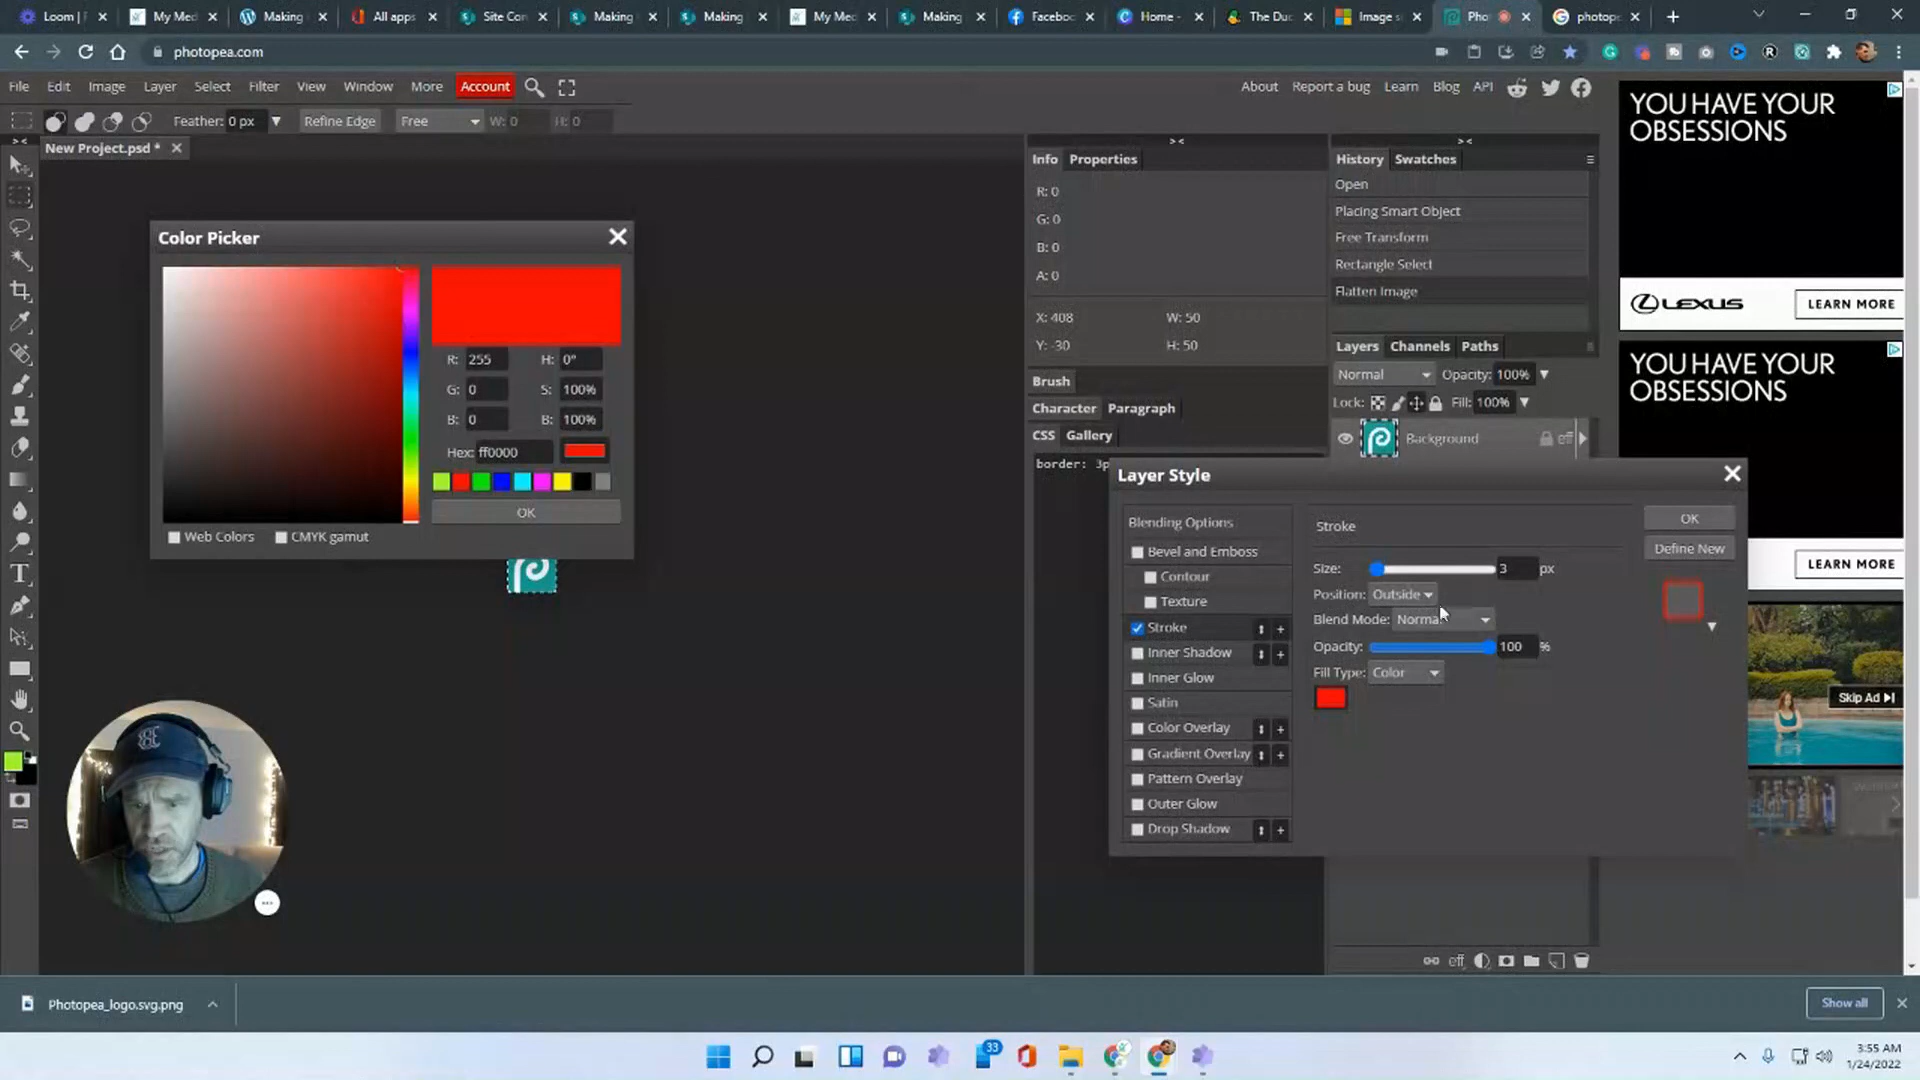 Loom | F
My Med
Making
All apps
Site Con
Making
Making
My Med
Making
Facebo
Home -
The Duc
Image s
Pho
photope
photopea.com
File Edit Image Layer Select Filter View Window More Account
About Report a bug Learn Blog API
Feather: 0 px Refine Edge Free W: 0 H: 0
New Project.psd *
Color Picker
R: 255 H: 0°
G: 0 S: 100%
B: 0 B: 100%
Hex: ff0000
OK
Web Colors CMYK gamut
Info Properties
R: 0
G: 0
B: 0
A: 0
X: 408 W: 50
Y: -30 H: 50
Brush
Character Paragraph
CSS Gallery
border: 3p
History Swatches
Open
Placing Smart Object
Free Transform
Rectangle Select
Flatten Image
Layers Channels Paths
Normal Opacity: 100%
Lock: Fill: 100%
Background eff
Layer Style
Blending Options
Bevel and Emboss
Contour
Texture
Stroke
Inner Shadow
Inner Glow
Satin
Color Overlay
Gradient Overlay
Pattern Overlay
Outer Glow
Drop Shadow
Stroke
Size: 3 px
Position: Outside
Blend Mode: Normal
Opacity: 100 %
Fill Type: Color
OK
Define New
eff
YOU HAVE YOUR
OBSESSIONS
LEXUS LEARN MORE
YOU HAVE YOUR
OBSESSIONS
LEARN MORE
Skip Ad
Photopea_logo.svg.png
Show all
33
3:55 AM
1/24/2022